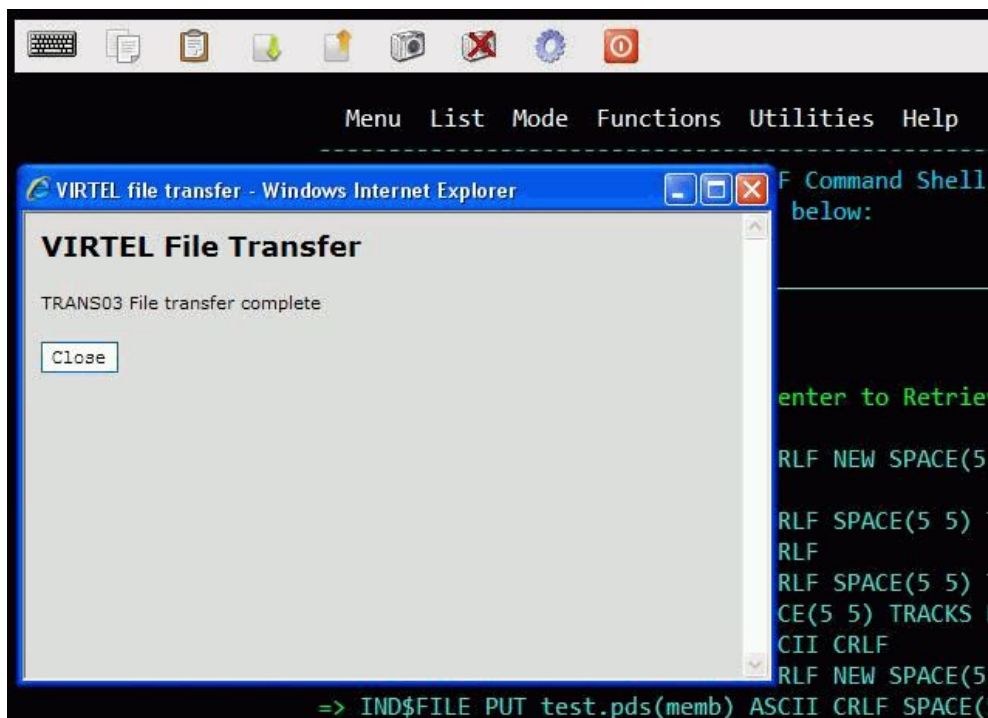 Menu List Mode Functions Utilities Help
VIRTEL file transfer - Windows Internet Explorer
F Command Shell
below:
VIRTEL File Transfer
TRANS03 File transfer complete
Close
enter to Retrie
RLF NEW SPACE(5
RLF SPACE(5 5)
RLF
RLF SPACE(5 5)
CE(5 5) TRACKS
CII CRLF
RLF NEW SPACE(5
=> IND$FILE PUT test.pds(memb) ASCII CRLF SPACE(